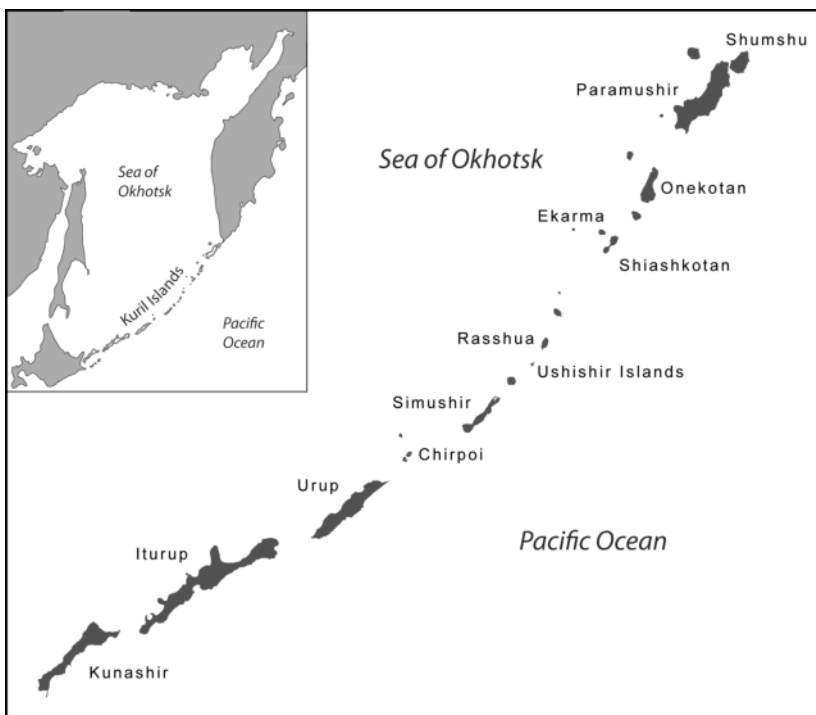 Sea of
Okhotsk
Kuril Islands
Pacific
Ocean
Shumshu
Paramushir
Sea of Okhotsk
Onekotan
Ekarma
Shiashkotan
Rasshua
Ushishir Islands
Simushir
Chirpoi
Urup
Pacific Ocean
Iturup
Kunashir